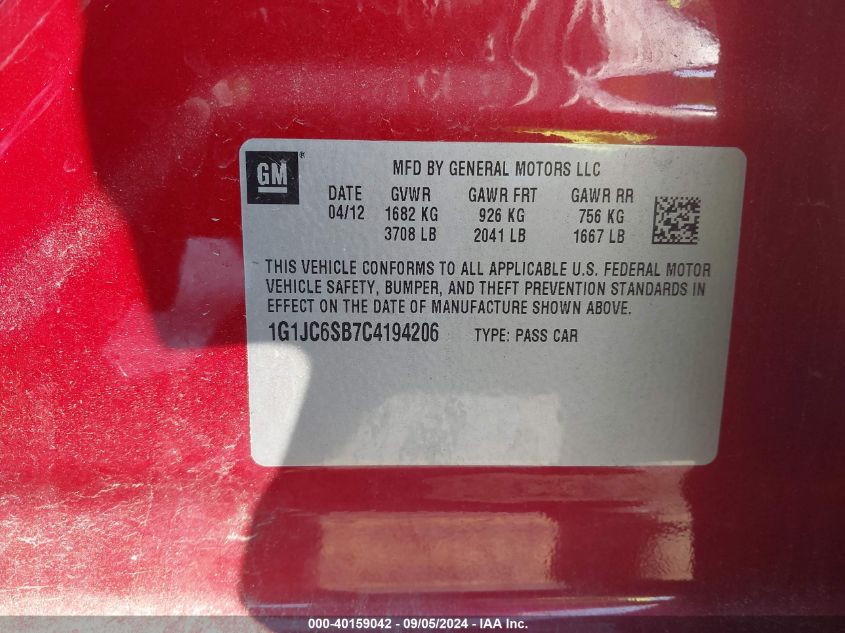 GM ®
MFD BY GENERAL MOTORS LLC
DATE GVWR GAWR FRT GAWR RR
04/12 1682 KG 926 KG 756 KG
3708 LB 2041 LB 1667 LB
THIS VEHICLE CONFORMS TO ALL APPLICABLE U.S. FEDERAL MOTOR
VEHICLE SAFETY, BUMPER, AND THEFT PREVENTION STANDARDS IN
EFFECT ON THE DATE OF MANUFACTURE SHOWN ABOVE.
1G1JC6SB7C4194206 TYPE: PASS CAR
000-40159042 - 09/05/2024 - IAA Inc.